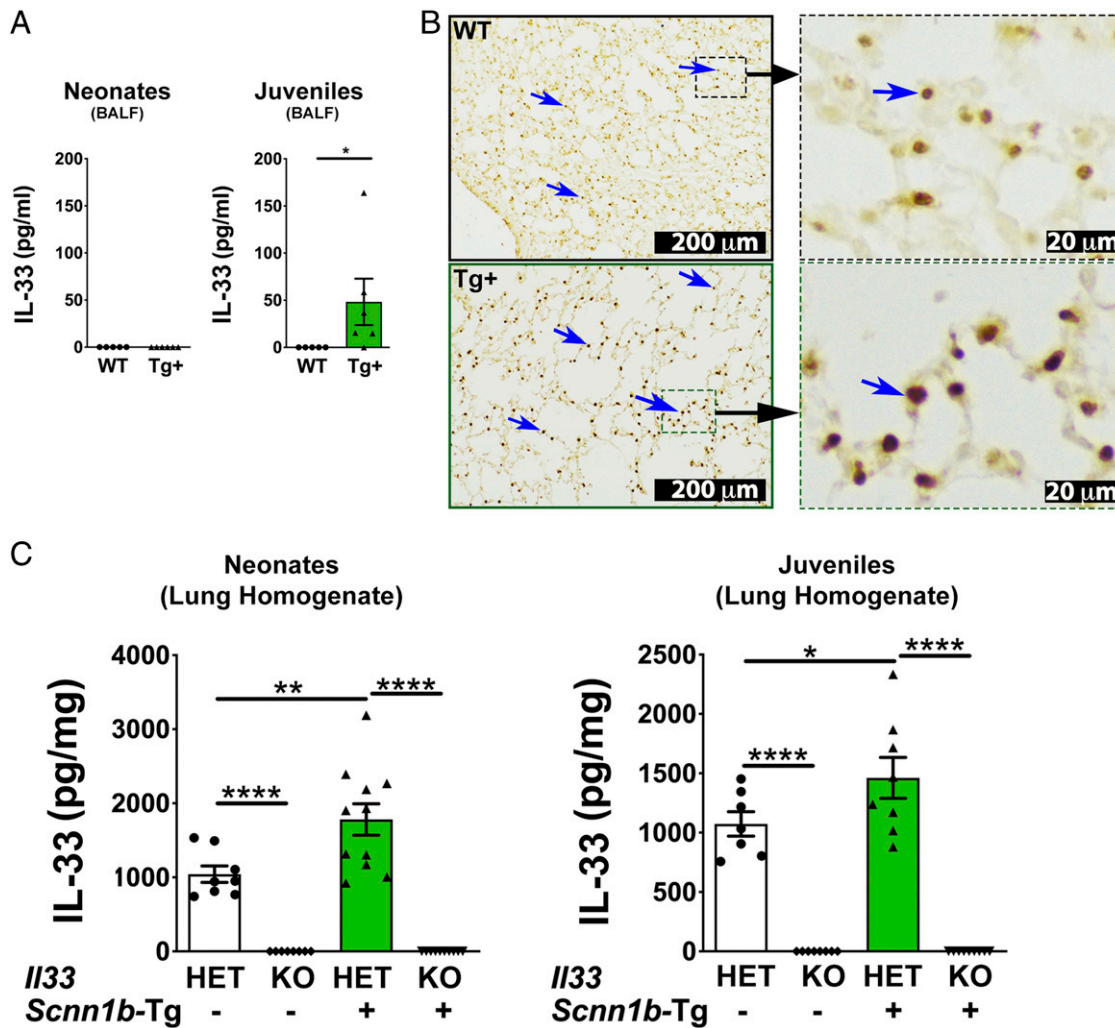 A
Neonates
(BALF)
IL-33 (pg/ml)
200
150
100
50
0
WT
Tg+
Juveniles
(BALF)
*
IL-33 (pg/ml)
200
150
100
50
0
WT
Tg+
B
WT
200 μm
20 μm
Tg+
200 μm
20 μm
C
Neonates
(Lung Homogenate)
IL-33 (pg/mg)
4000
3000
2000
1000
0
**
****
****
Il33 HET KO HET KO
Scnn1b-Tg - - + +
Juveniles
(Lung Homogenate)
IL-33 (pg/mg)
2500
2000
1500
1000
500
0
*
****
****
HET KO HET KO
- - + +